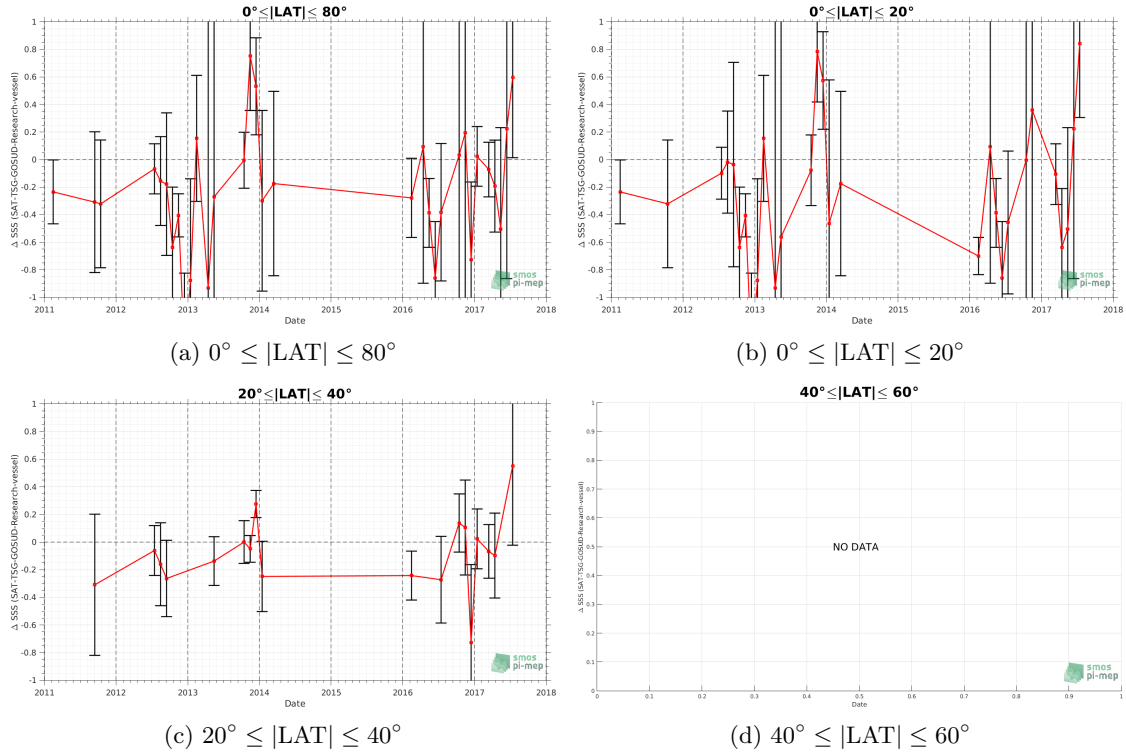 0°≤|LAT|≤ 80°
Δ SSS (SAT-TSG-GOSUD-Research-vessel)
1
0.8
0.6
0.4
0.2
0
-0.2
-0.4
-0.6
-0.8
-1
2011 2012 2013 2014 2015 2016 2017 2018
Date
smos
pi-mep
(a) 0° ≤ |LAT| ≤ 80°
0°≤|LAT|≤ 20°
Δ SSS (SAT-TSG-GOSUD-Research-vessel)
1
0.8
0.6
0.4
0.2
0
-0.2
-0.4
-0.6
-0.8
-1
2011 2012 2013 2014 2015 2016 2017 2018
Date
smos
pi-mep
(b) 0° ≤ |LAT| ≤ 20°
20°≤|LAT|≤ 40°
Δ SSS (SAT-TSG-GOSUD-Research-vessel)
1
0.8
0.6
0.4
0.2
0
-0.2
-0.4
-0.6
-0.8
-1
2011 2012 2013 2014 2015 2016 2017 2018
Date
smos
pi-mep
(c) 20° ≤ |LAT| ≤ 40°
40°≤|LAT|≤ 60°
Δ SSS (SAT-TSG-GOSUD-Research-vessel)
1
0.9
0.8
0.7
0.6
0.5
0.4
0.3
0.2
0.1
0
NO DATA
0 0.1 0.2 0.3 0.4 0.5 0.6 0.7 0.8 0.9 1
Date
smos
pi-mep
(d) 40° ≤ |LAT| ≤ 60°